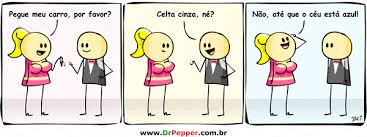 Pegue meu carro, por favor?
Celta cinza, né?
Não, até que o céu está azul!
www.DrPepper.com.br